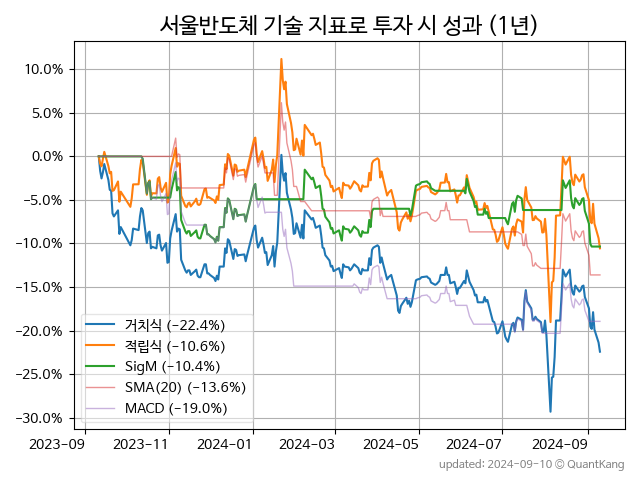 서울반도체 기술 지표로 투자 시 성과 (1년)
10.0%
5.0%
0.0%
−5.0%
−10.0%
−15.0%
−20.0%
−25.0%
−30.0%
거치식 (−22.4%)
적립식 (−10.6%)
SigM (−10.4%)
SMA(20) (−13.6%)
MACD (−19.0%)
2023-09 2023-11 2024-01 2024-03 2024-05 2024-07 2024-09
updated: 2024-09-10 © QuantKang